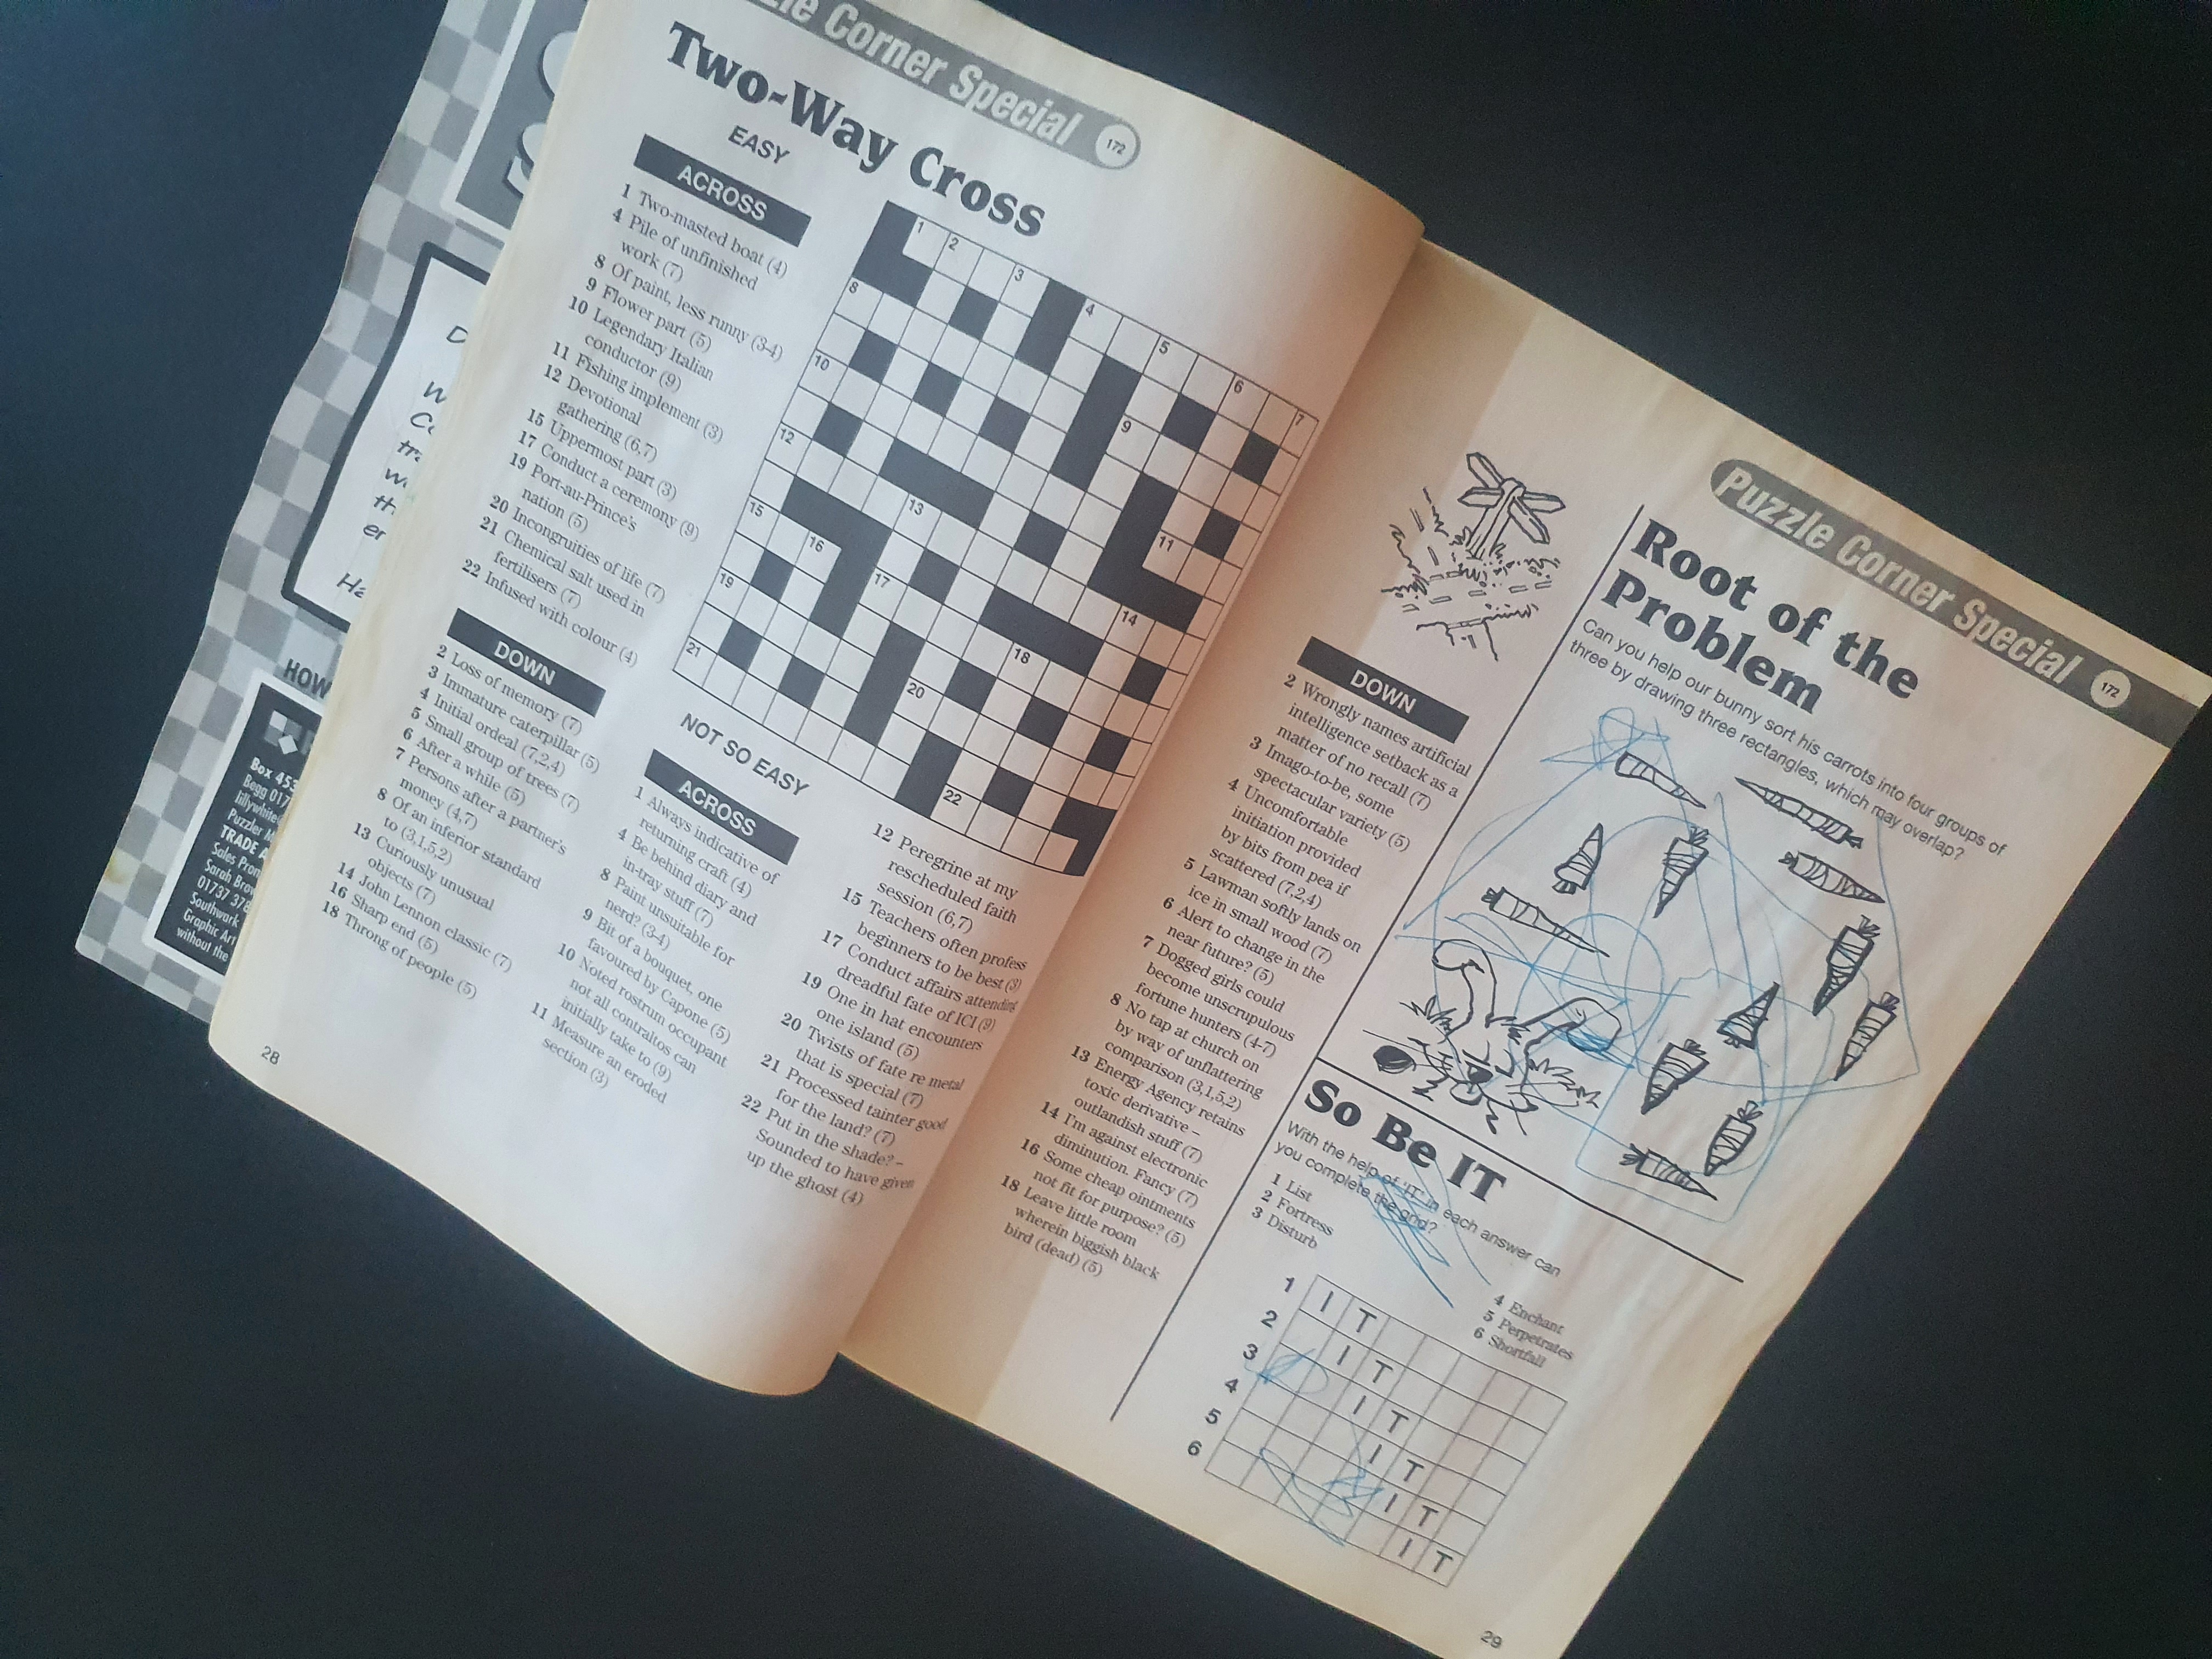 zle Corner Special 172
Two-Way Cross
EASY
ACROSS
1 Two-masted boat (4)
4 Pile of unfinished
work (7)
8 Of paint, less runny (3-4)
9 Flower part (5)
10 Legendary Italian
conductor (9)
11 Fishing implement (3)
12 Devotional
gathering (6,7)
15 Uppermost part (3)
17 Conduct a ceremony (9)
19 Port-au-Prince's
nation (5)
20 Incongruities of life (7)
21 Chemical salt used in
fertilisers (7)
22 Infused with colour (4)
DOWN
2 Loss of memory (7)
3 Immature caterpillar (5)
4 Initial ordeal (7,2,4)
5 Small group of trees (7)
6 After a while (5)
7 Persons after a partner's
money (4,7)
8 Of an inferior standard
to (3,1,5,2)
13 Curiously unusual
objects (7)
14 John Lennon classic (7)
16 Sharp end (5)
18 Throng of people (5)
1 2 3 4 5 6 7
8 9
10 11
12
13 14
15 16 17 18
19 20
21 22
NOT SO EASY
ACROSS
1 Always indicative of
returning craft (4)
4 Be behind diary and
in-tray stuff (7)
8 Paint unsuitable for
nerd? (3-4)
9 Bit of a bouquet, one
favoured by Capone (5)
10 Noted rostrum occupant
not all contraltos can
initially take to (9)
11 Measure an eroded
section (3)
12 Peregrine at my
rescheduled faith
session (6,7)
15 Teachers often profess
beginners to be best (3)
17 Conduct affairs attending
dreadful fate of ICI (9)
19 One in hat encounters
one island (5)
20 Twists of fate re metal
that is special (7)
21 Processed tainter good
for the land? (7)
22 Put in the shade? –
Sounded to have given
up the ghost (4)
28
DOWN
2 Wrongly names artificial
intelligence setback as a
matter of no recall (7)
3 Imago-to-be, some
spectacular variety (5)
4 Uncomfortable
initiation provided
by bits from pea if
scattered (7,2,4)
5 Lawman softly lands on
ice in small wood (7)
6 Alert to change in the
near future? (5)
7 Dogged girls could
become unscrupulous
fortune hunters (4-7)
8 No tap at church on
by way of unflattering
comparison (3,1,5,2)
13 Energy Agency retains
toxic derivative –
outlandish stuff (7)
14 I'm against electronic
diminution. Fancy (7)
16 Some cheap ointments
not fit for purpose? (5)
18 Leave little room
wherein biggish black
bird (dead) (5)
Puzzle Corner Special 172
Root of the
Problem
Can you help our bunny sort his carrots into four groups of
three by drawing three rectangles, which may overlap?
So Be IT
With the help of "IT" in each answer can
you complete the grid?
1 List
2 Fortress
3 Disturb
4 Enchant
5 Perpetrates
6 Shortfall
1 I T
2 I T
3 I T
4 I T
5 I T
6 I T
29
HOW
Box 453
TRADE
Sales Prom
Sarah Brow
Southwark
Graphic Art
without the